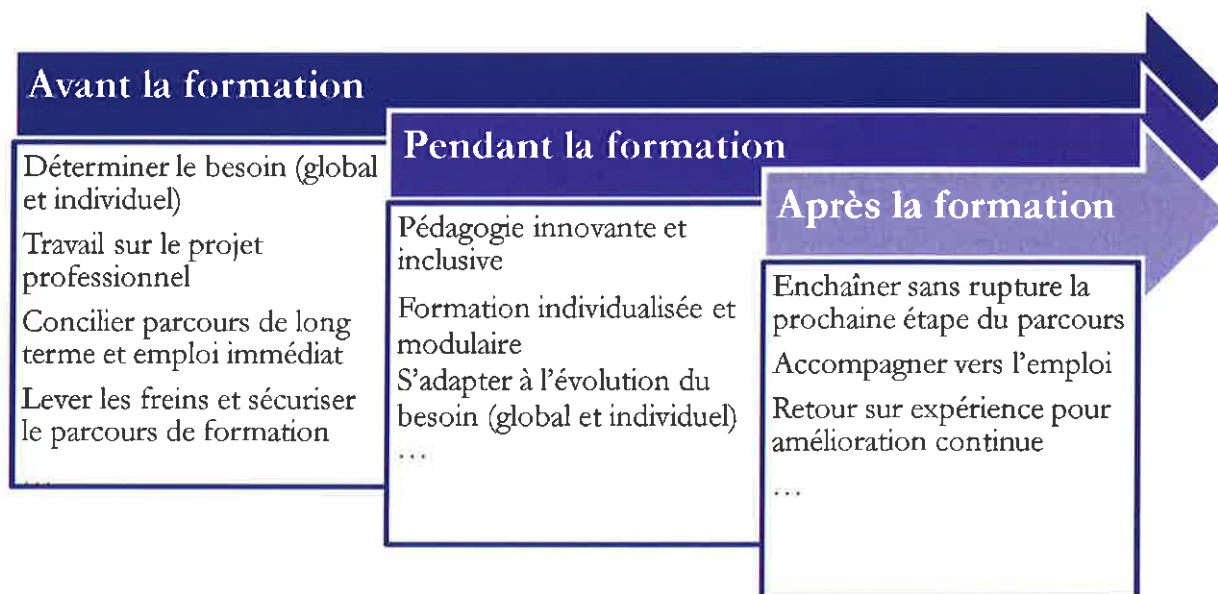 Avant la formation
Déterminer le besoin (global
et individuel)
Travail sur le projet
professionnel
Concilier parcours de long
terme et emploi immédiat
Lever les freins et sécuriser
le parcours de formation
...
Pendant la formation
Pédagogie innovante et
inclusive
Formation individualisée et
modulaire
S'adapter à l'évolution du
besoin (global et individuel)
...
Après la formation
Enchaîner sans rupture la
prochaine étape du parcours
Accompagner vers l'emploi
Retour sur expérience pour
amélioration continue
...